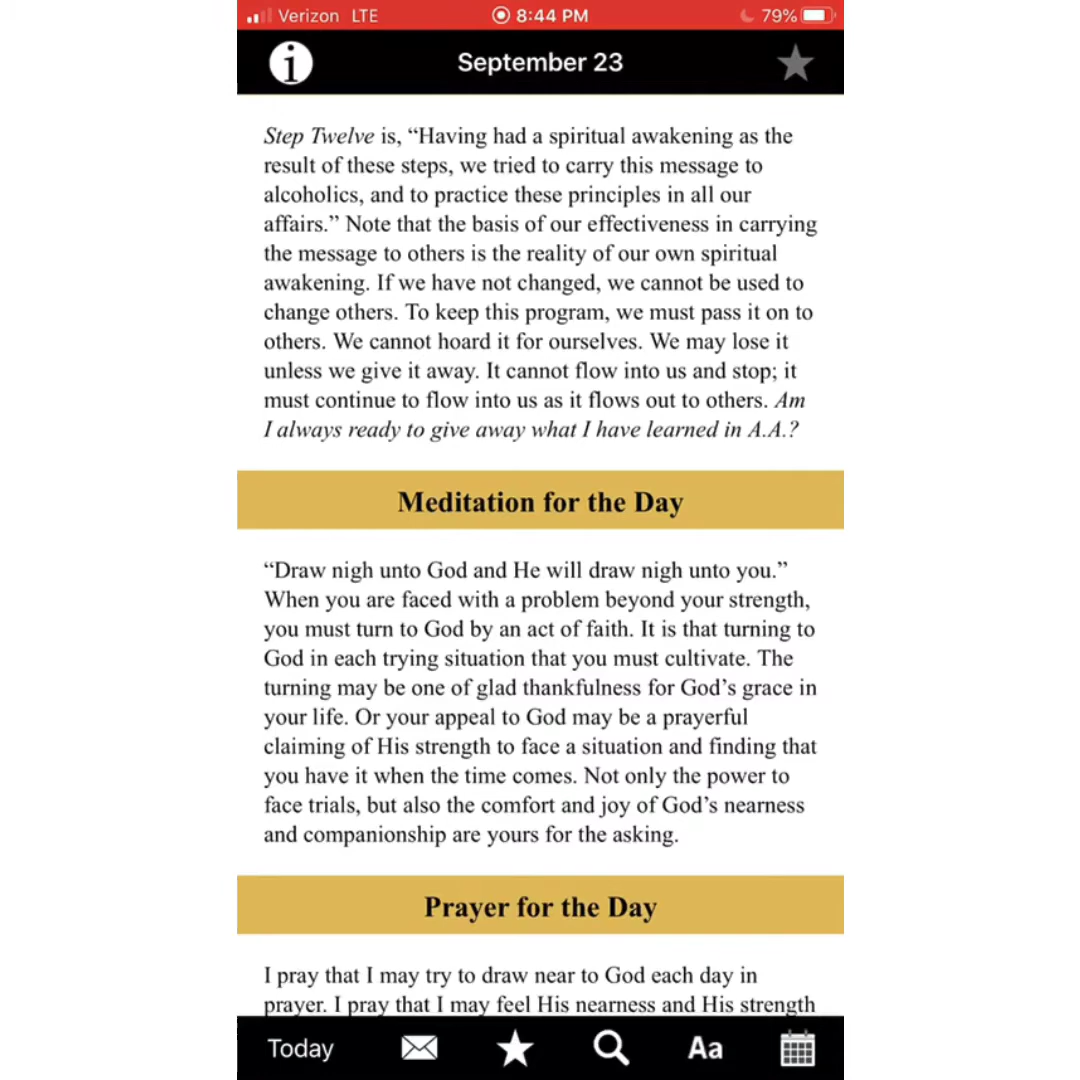 Verizon LTE 8:44 PM 79%
i September 23
Step Twelve is, “Having had a spiritual awakening as the
result of these steps, we tried to carry this message to
alcoholics, and to practice these principles in all our
affairs.” Note that the basis of our effectiveness in carrying
the message to others is the reality of our own spiritual
awakening. If we have not changed, we cannot be used to
change others. To keep this program, we must pass it on to
others. We cannot hoard it for ourselves. We may lose it
unless we give it away. It cannot flow into us and stop; it
must continue to flow into us as it flows out to others. Am
I always ready to give away what I have learned in A.A.?
Meditation for the Day
“Draw nigh unto God and He will draw nigh unto you.”
When you are faced with a problem beyond your strength,
you must turn to God by an act of faith. It is that turning to
God in each trying situation that you must cultivate. The
turning may be one of glad thankfulness for God’s grace in
your life. Or your appeal to God may be a prayerful
claiming of His strength to face a situation and finding that
you have it when the time comes. Not only the power to
face trials, but also the comfort and joy of God’s nearness
and companionship are yours for the asking.
Prayer for the Day
I pray that I may try to draw near to God each day in
prayer. I pray that I may feel His nearness and His strength
Today Aa